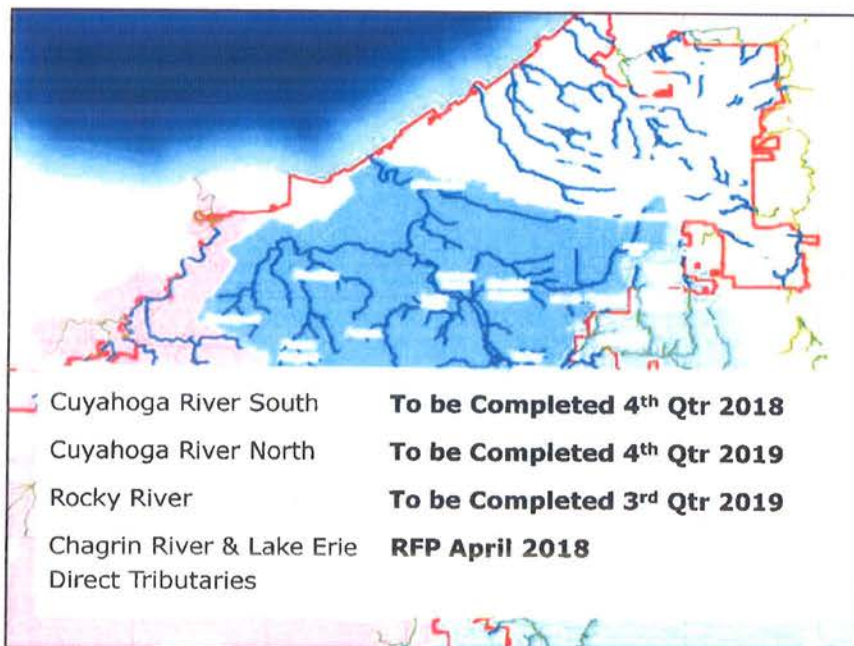 Cuyahoga River South To be Completed 4th Qtr 2018
Cuyahoga River North To be Completed 4th Qtr 2019
Rocky River To be Completed 3rd Qtr 2019
Chagrin River & Lake Erie RFP April 2018
Direct Tributaries